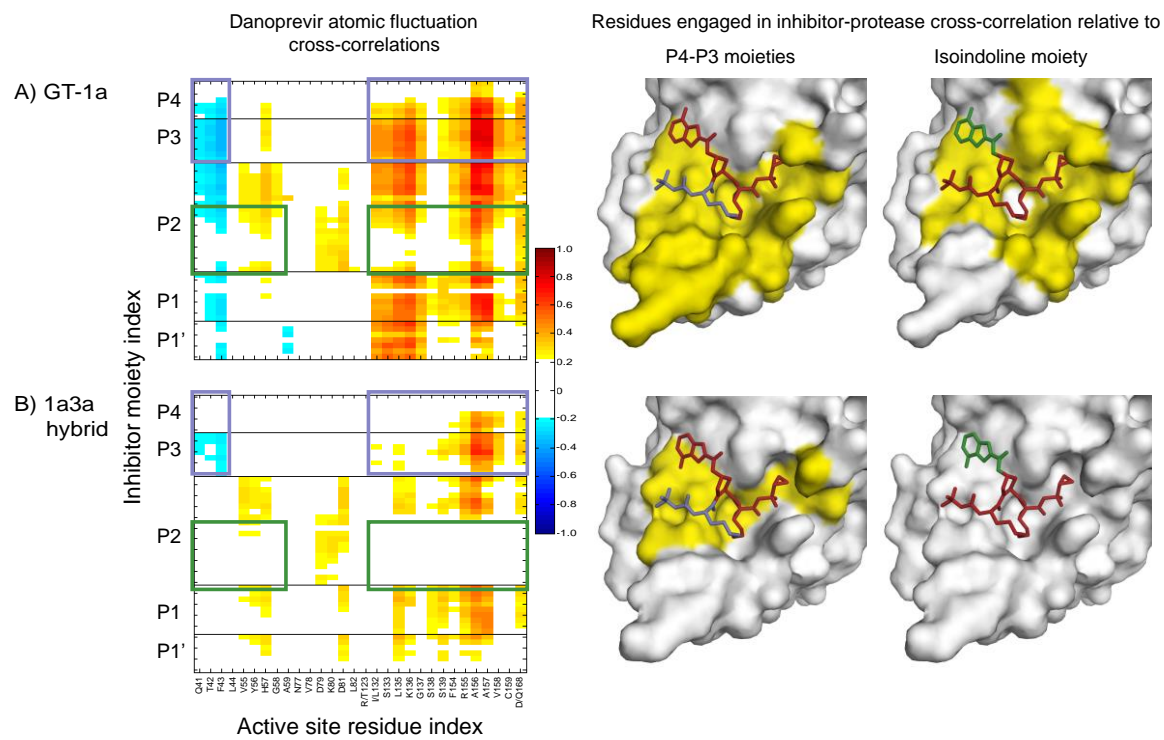 Danoprevir atomic fluctuation
cross-correlations
Residues engaged in inhibitor-protease cross-correlation relative to
P4-P3 moieties
Isoindoline moiety
A) GT-1a
P4
P3
P2
P1
P1’
1.0
0.8
0.6
0.4
0.2
0
-0.2
-0.4
-0.6
-0.8
-1.0
Inhibitor moiety index
B) 1a3a
hybrid
P4
P3
P2
P1
P1’
Q41
T42
F43
L44
V55
Y56
H57
G58
A59
N77
V78
D79
K80
D81
L82
R/T123
I/L132
S133
L135
K136
G137
S138
S139
F154
R155
A156
A157
V158
C159
D/Q168
Active site residue index